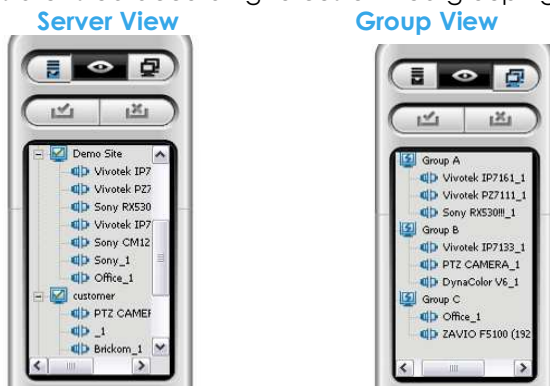 Server View
Demo Site
Vivotek IP7
Vivotek PZ7
Sony RX530
Vivotek IP7
Sony CM12
Sony_1
Office_1
customer
PTZ CAMER
_1
Brickom_1
Group View
Group A
Vivotek IP7161_1
Vivotek PZ7111_1
Sony RX530!!!_1
Group B
Vivotek IP7133_1
PTZ CAMERA_1
DynaColor V6_1
Group C
Office_1
ZAVIO F5100 (192